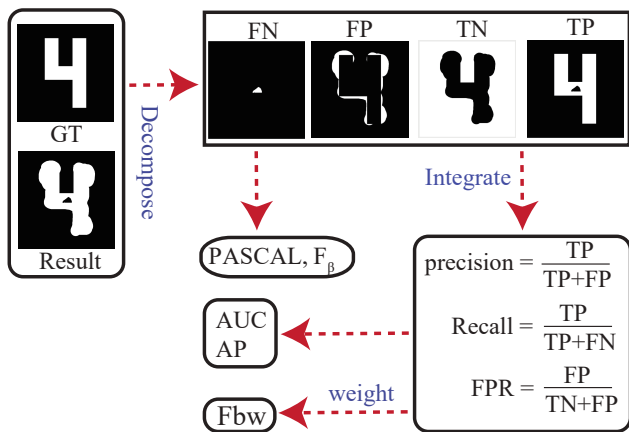 FN FP TN TP
GT
Decompose
Result
Integrate
PASCAL, F_β
precision = TP / TP+FP
AUC
AP
Recall = TP / TP+FN
FPR = FP / TN+FP
weight
Fbw